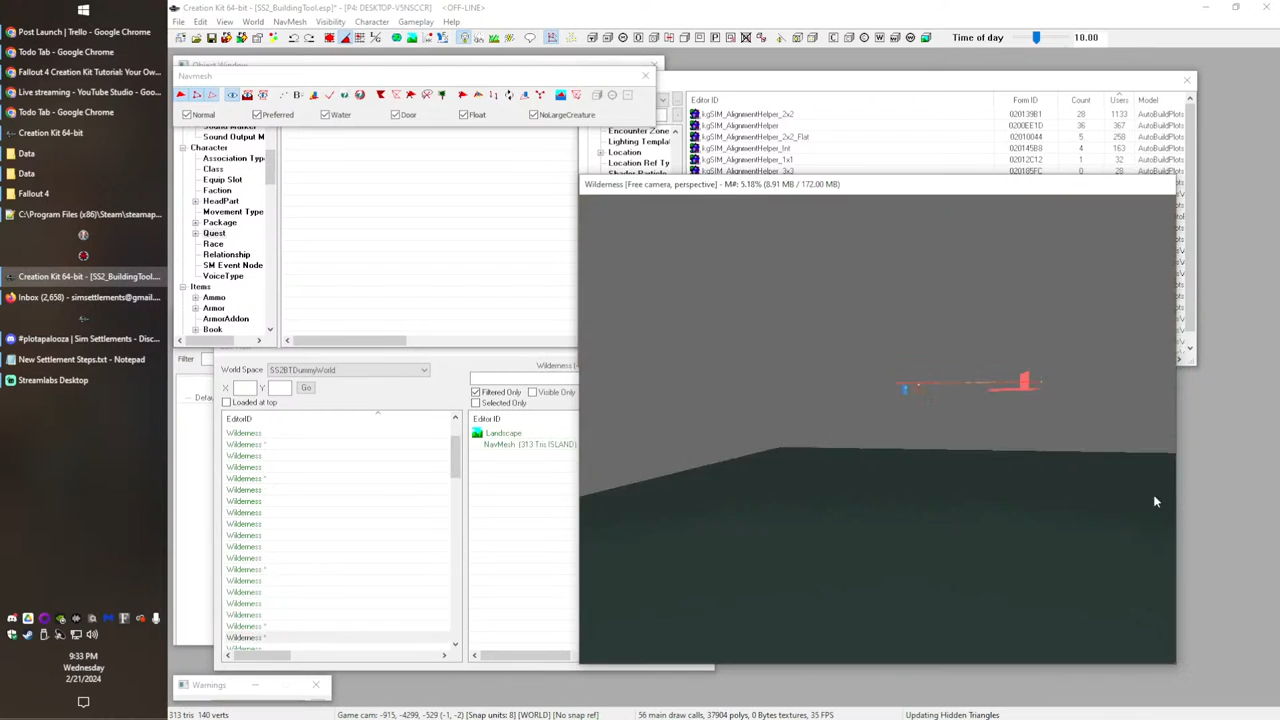 Post Launch | Trello - Google Chrome
Todo Tab - Google Chrome
Fallout 4 Creation Kit Tutorial: Your Ow...
Live streaming - YouTube Studio - Goog...
Todo Tab - Google Chrome
Creation Kit 64-bit
Data
Data
Fallout 4
C:\Program Files (x86)\Steam\steamap...
Creation Kit 64-bit - [SS2_BuildingTool....
Inbox (2,658) - simsettlements@gmail....
#plotapalooza | Sim Settlements - Disc...
New Settlement Steps.txt - Notepad
Streamlabs Desktop
9:33 PM
Wednesday
2/21/2024
Creation Kit 64-bit - [SS2_BuildingTool.esp]* - [P4: DESKTOP-V5NSCCR] <OFF-LINE>
File Edit View World NavMesh Visibility Character Gameplay Help
Time of day 10.00
Object Window
Navmesh
Normal Preferred Water Door Float NoLargeCreature
Sound Output M
Character
Association Typ
Class
Equip Slot
Faction
HeadPart
Movement Type
Package
Quest
Race
Relationship
SM Event Node
VoiceType
Items
Ammo
Armor
ArmorAddon
Book
Filter
Encounter Zone
Lighting Templa
Location
Location Ref Ty
Editor ID Form ID Count Users Model
kgSIM_AlignmentHelper_2x2 020139B1 28 1133 AutoBuildPlots
kgSIM_AlignmentHelper 0200EE1D 36 367 AutoBuildPlots
kgSIM_AlignmentHelper_2x2_Flat 02010044 5 258 AutoBuildPlots
kgSIM_AlignmentHelper_Int 020145B8 4 163 AutoBuildPlots
kgSIM_AlignmentHelper_1x1 02012C12 1 32 AutoBuildPlots
kgSIM_AlignmentHelper_3x3 020185FC 0 28 AutoBuildPlots
Wilderness [Free camera, perspective] - M#: 5.18% (8.91 MB / 172.00 MB)
World Space SS2BTDummyWorld
X Y Go
Loaded at top
EditorID
Wilderness
Wilderness *
Wilderness
Wilderness
Wilderness *
Wilderness
Wilderness
Wilderness
Wilderness
Wilderness
Wilderness
Wilderness
Wilderness *
Wilderness
Wilderness
Wilderness
Wilderness
Wilderness *
Wilderness *
Filtered Only Visible Only
Selected Only
Editor ID
Landscape
NavMesh (313 Tris ISLAND)
Warnings
313 tris 140 verts
Game cam: -915, -4299, -529 (-1, -2) [Snap units: 8] [WORLD] [No snap ref]
56 main draw calls, 37904 polys, 0 Bytes textures, 35 FPS
Updating Hidden Triangles